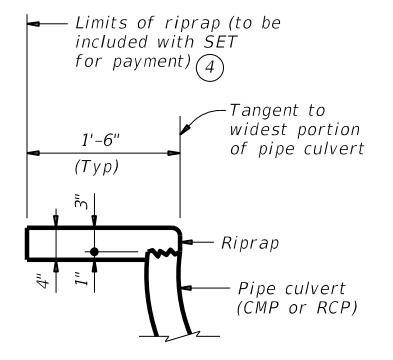 Limits of riprap (to be
included with SET
for payment) 4
Tangent to
widest portion
of pipe culvert
1'-6"
(Typ)
3"
Riprap
4"
1"
Pipe culvert
(CMP or RCP)